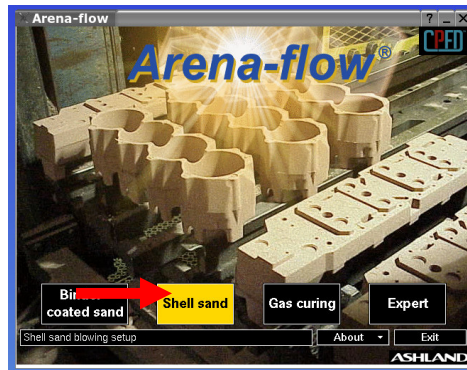 Arena-flow
? _ X
CPED
Arena-flow®
coated sand
Shell sand
Gas curing
Expert
Shell sand blowing setup
About
Exit
ASHLAND